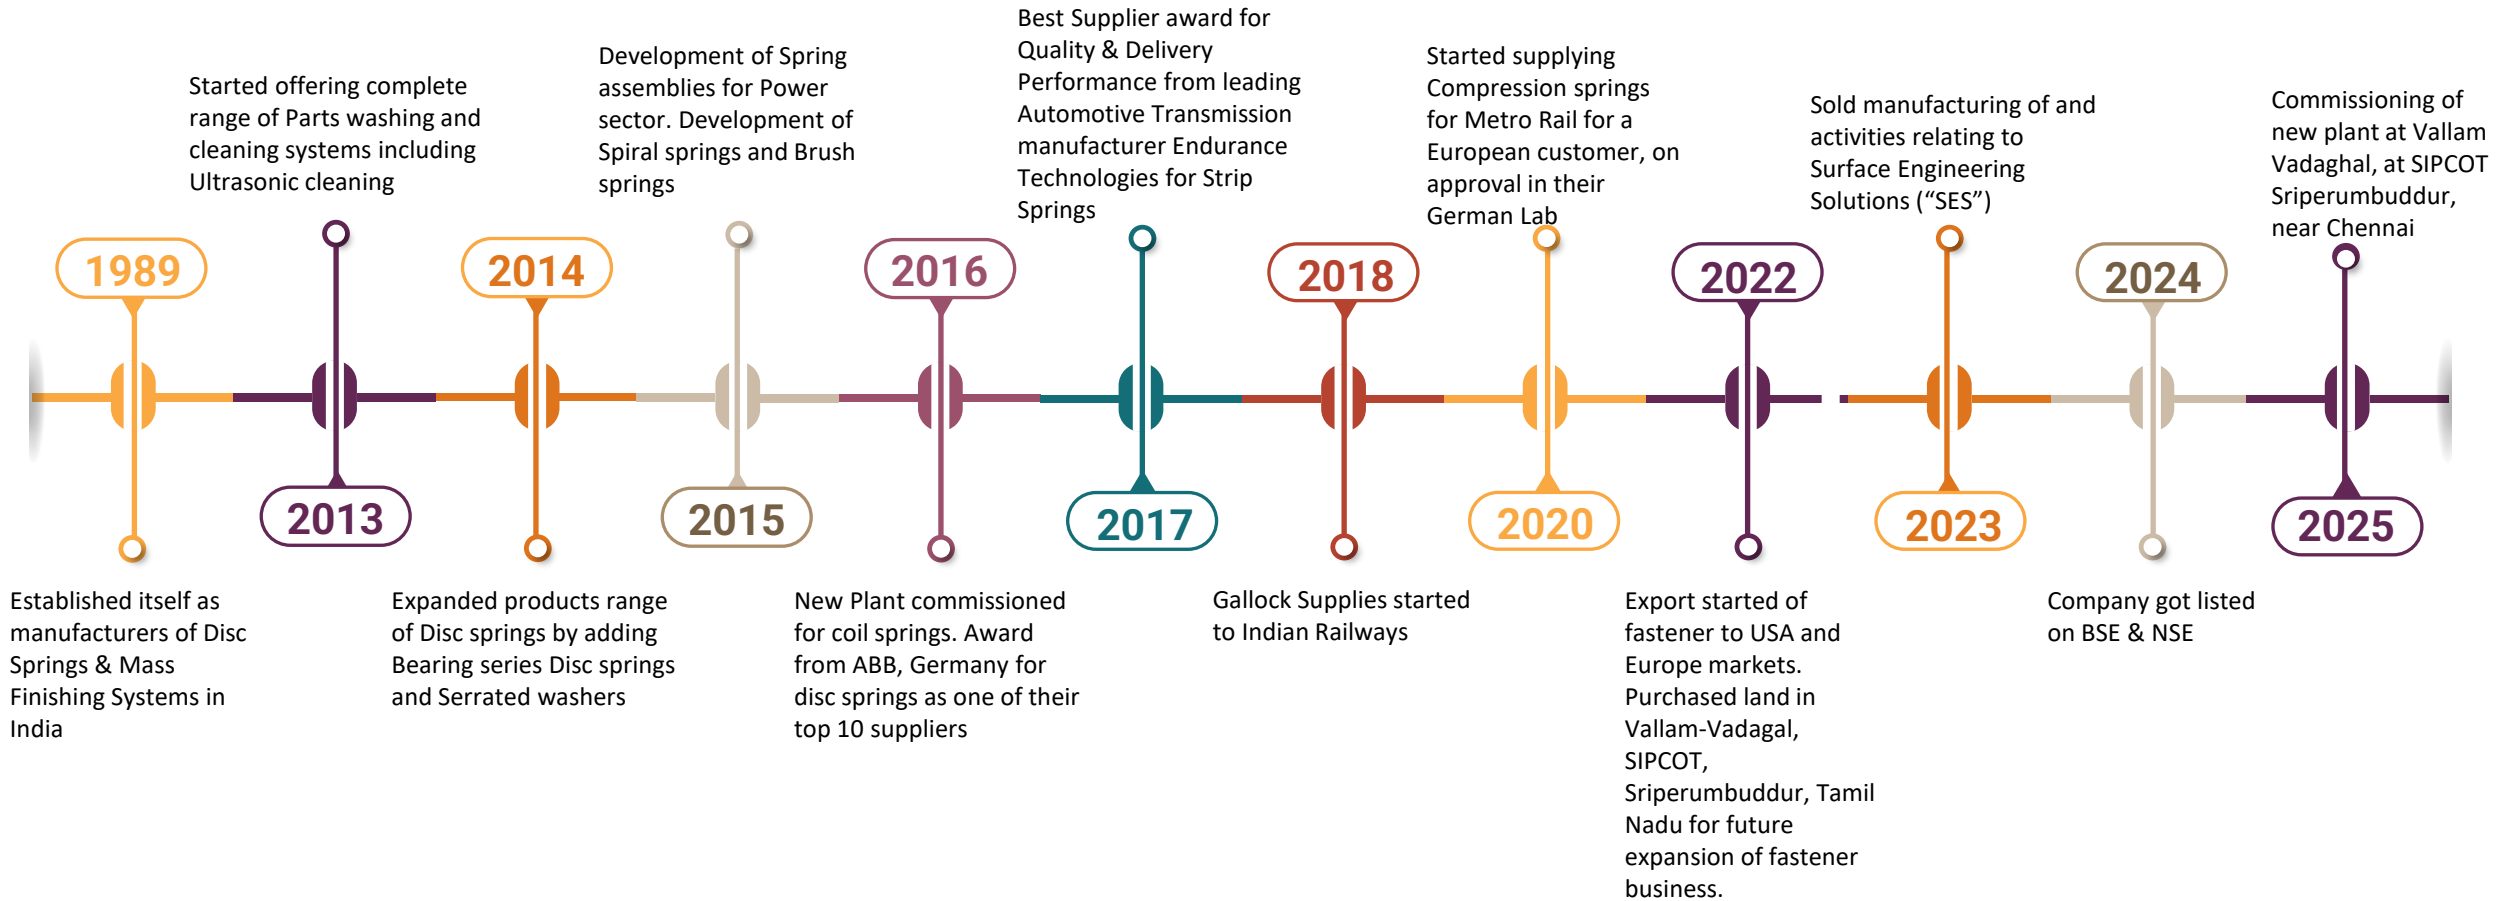 1989
Established itself as
manufacturers of Disc
Springs & Mass
Finishing Systems in
India
Started offering complete
range of Parts washing and
cleaning systems including
Ultrasonic cleaning
2013
2014
Expanded products range
of Disc springs by adding
Bearing series Disc springs
and Serrated washers
Development of Spring
assemblies for Power
sector. Development of
Spiral springs and Brush
springs
2015
2016
New Plant commissioned
for coil springs. Award
from ABB, Germany for
disc springs as one of their
top 10 suppliers
Best Supplier award for
Quality & Delivery
Performance from leading
Automotive Transmission
manufacturer Endurance
Technologies for Strip
Springs
2017
2018
Gallock Supplies started
to Indian Railways
Started supplying
Compression springs
for Metro Rail for a
European customer, on
approval in their
German Lab
2020
2022
Export started of
fastener to USA and
Europe markets.
Purchased land in
Vallam-Vadagal,
SIPCOT,
Sriperumbuddur, Tamil
Nadu for future
expansion of fastener
business.
Sold manufacturing of and
activities relating to
Surface Engineering
Solutions (“SES”)
2023
2024
Company got listed
on BSE & NSE
Commissioning of
new plant at Vallam
Vadaghal, at SIPCOT
Sriperumbuddur,
near Chennai
2025